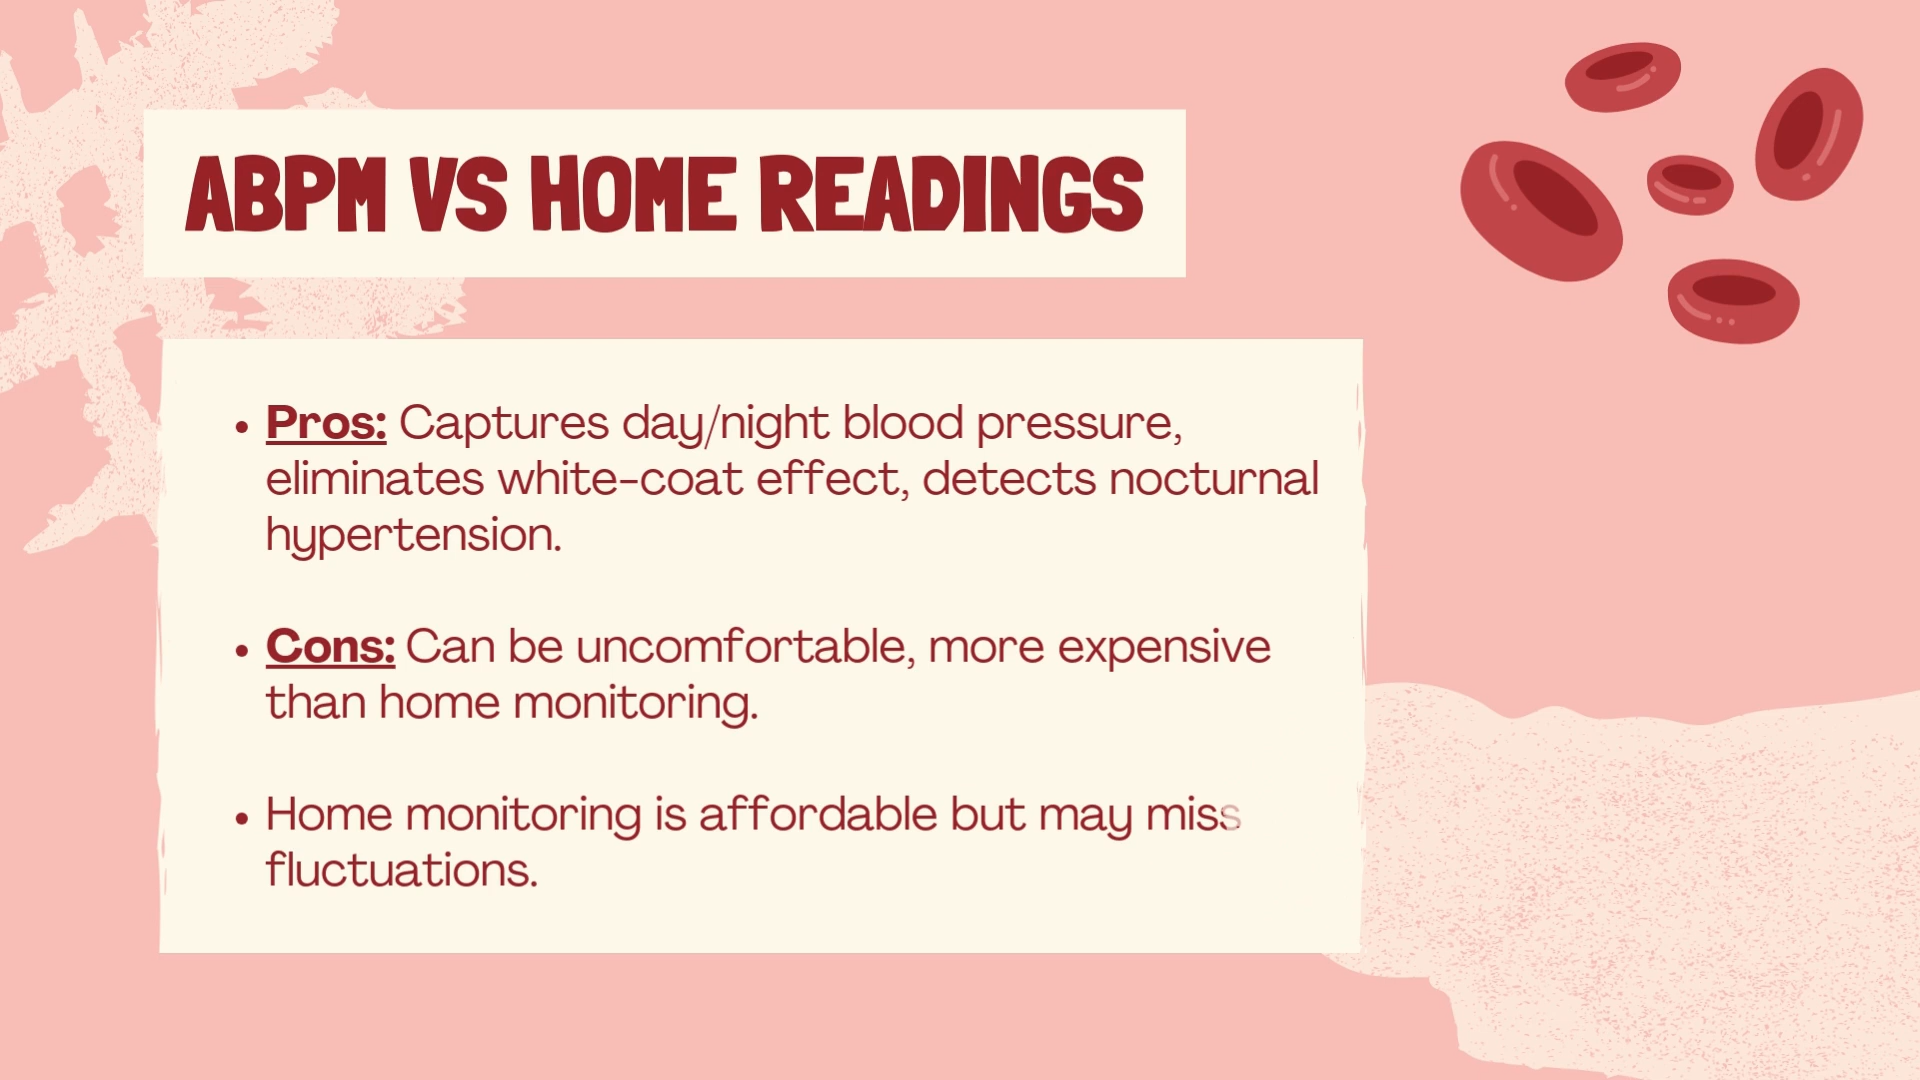 ABPM VS HOME READINGS
• Pros: Captures day/night blood pressure,
eliminates white-coat effect, detects nocturnal
hypertension.
• Cons: Can be uncomfortable, more expensive
than home monitoring.
• Home monitoring is affordable but may miss
fluctuations.